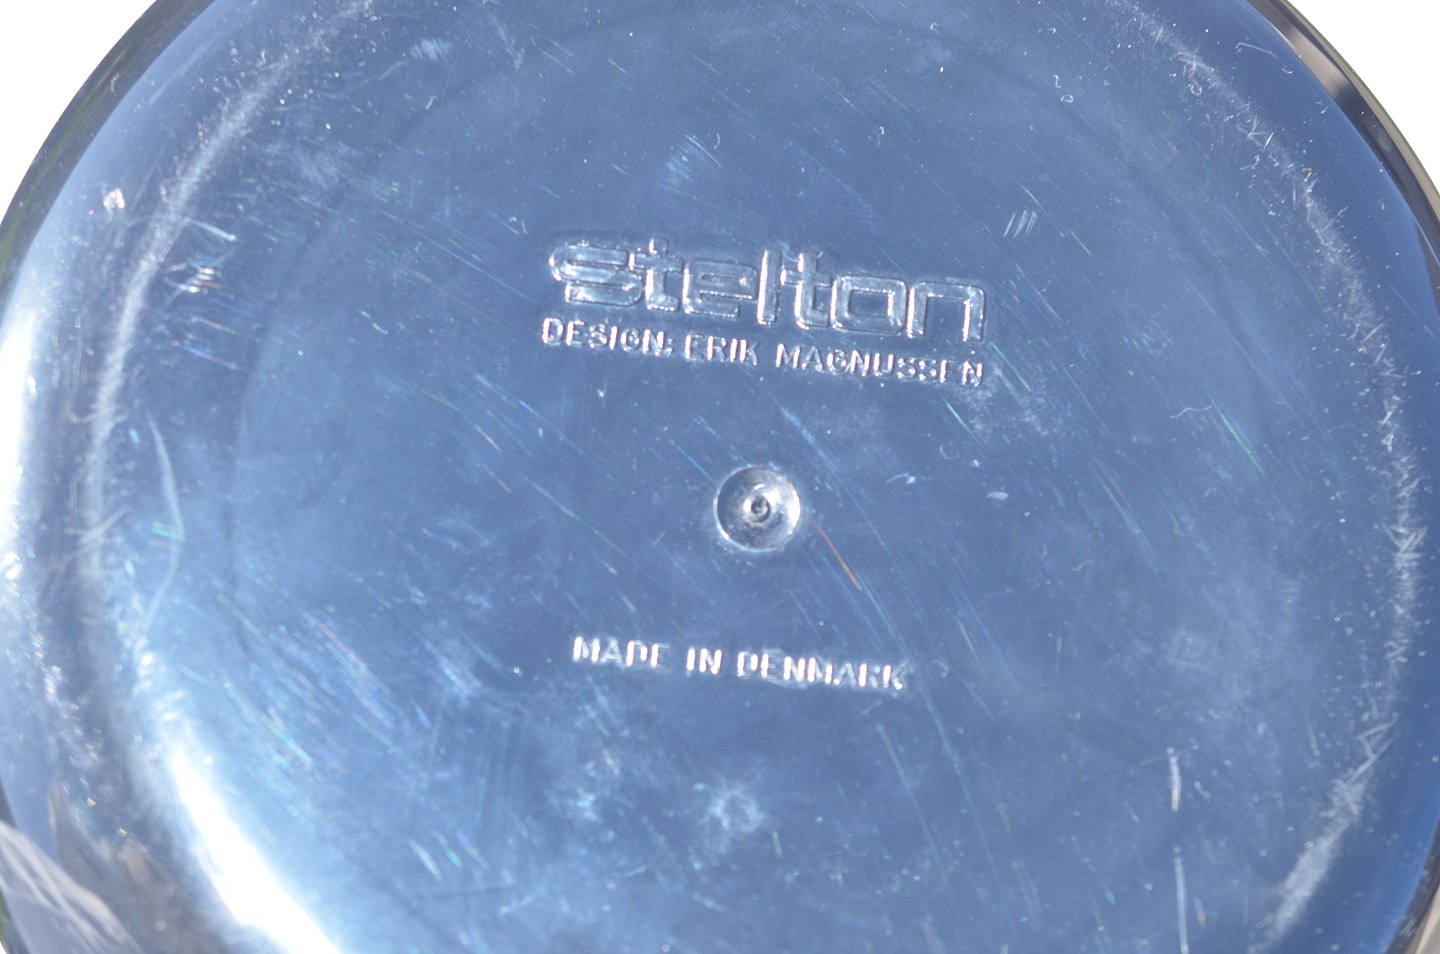 stelton
DESIGN: ERIK MAGNUSSEN
MADE IN DENMARK